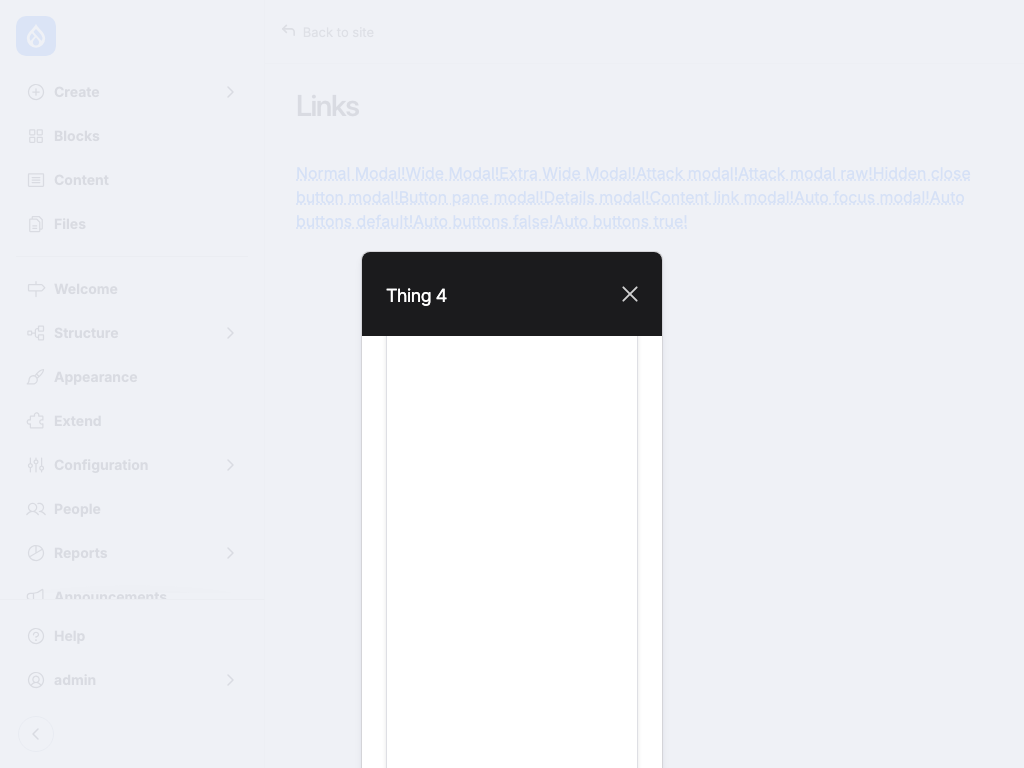 Back to site
Create
Blocks
Content
Files
Welcome
Structure
Appearance
Extend
Configuration
People
Reports
Announcements
Help
admin
Links
Normal Modal!Wide Modal!Extra Wide Modal!Attack modal!Attack modal raw!Hidden close
button modal!Button pane modal!Details modal!Content link modal!Auto focus modal!Auto
buttons default!Auto buttons false!Auto buttons true!
Thing 4